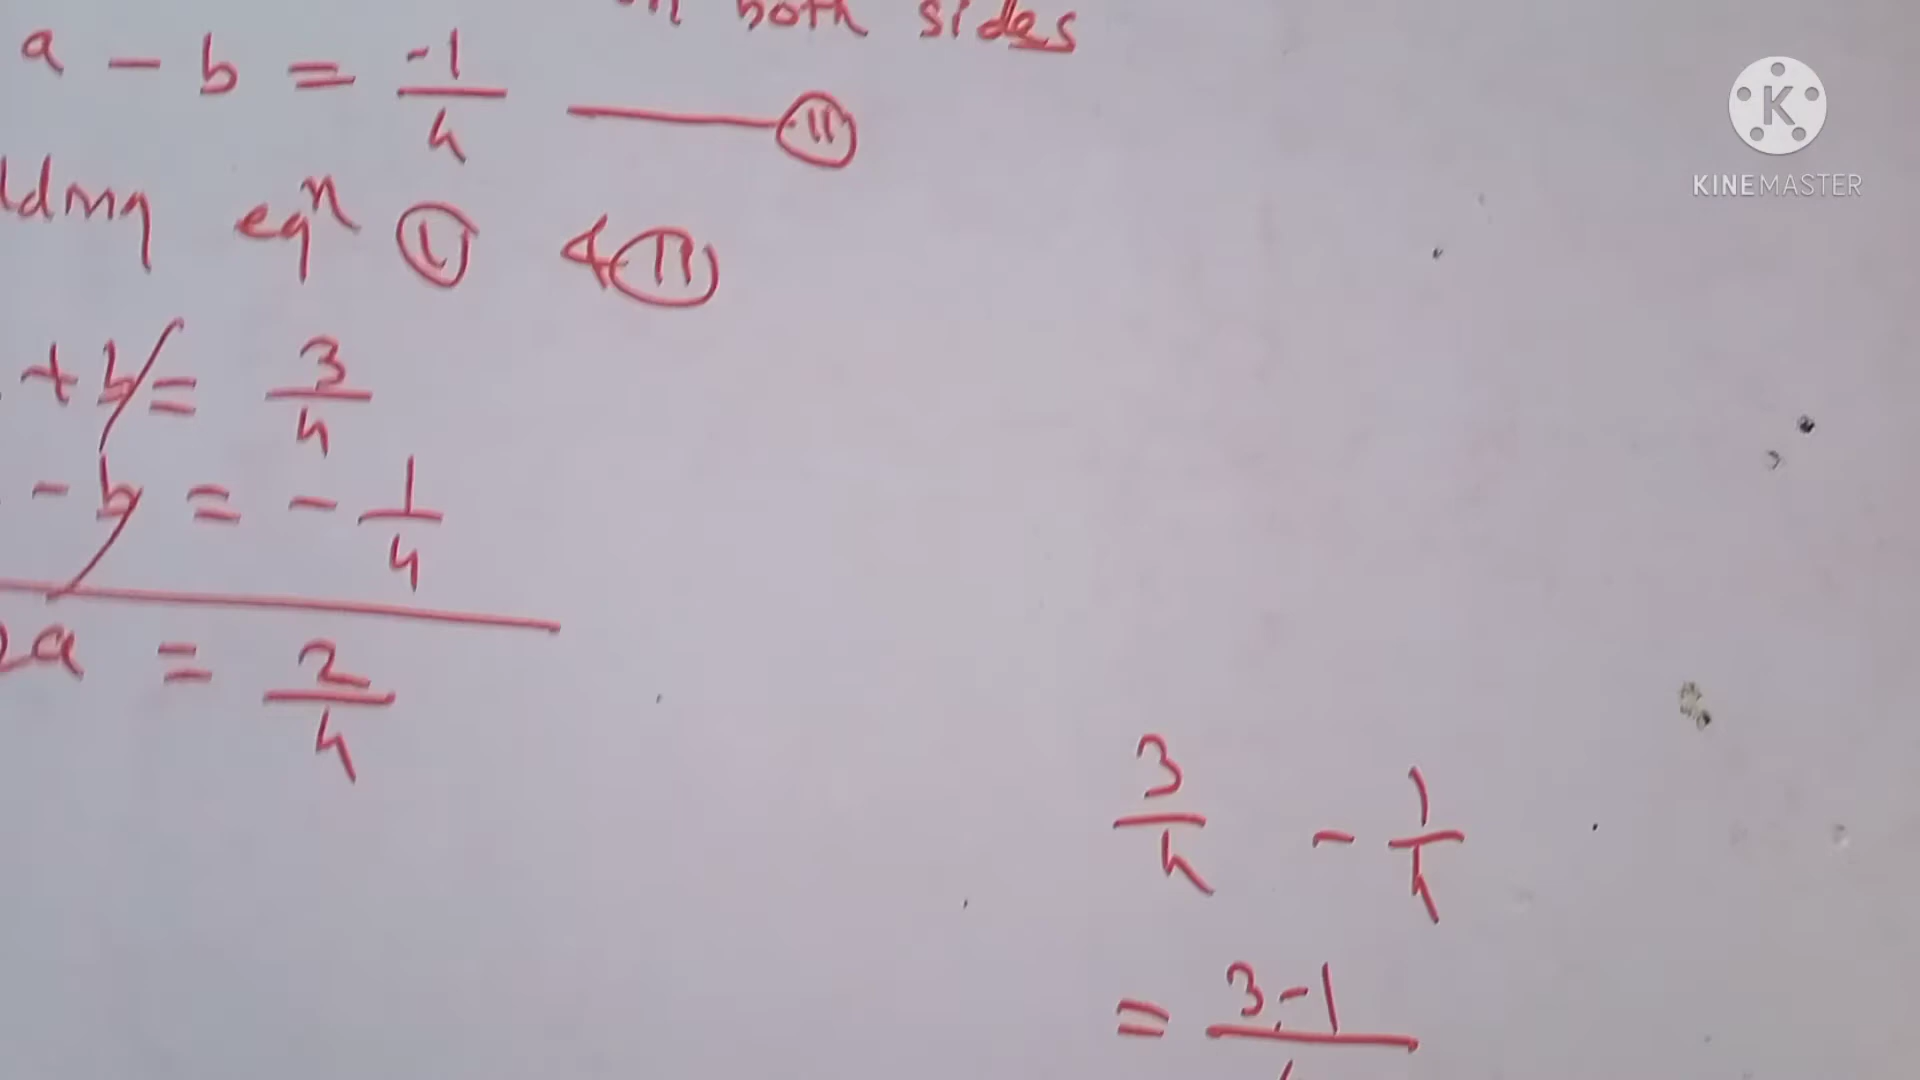 both sides
a - b = -1/4 —— (II)
eqⁿ (I) & (II)
+ b = 3/4
- b = - 1/4
2a = 2/4
3/4 - 1/4
= 3-1
KINEMASTER